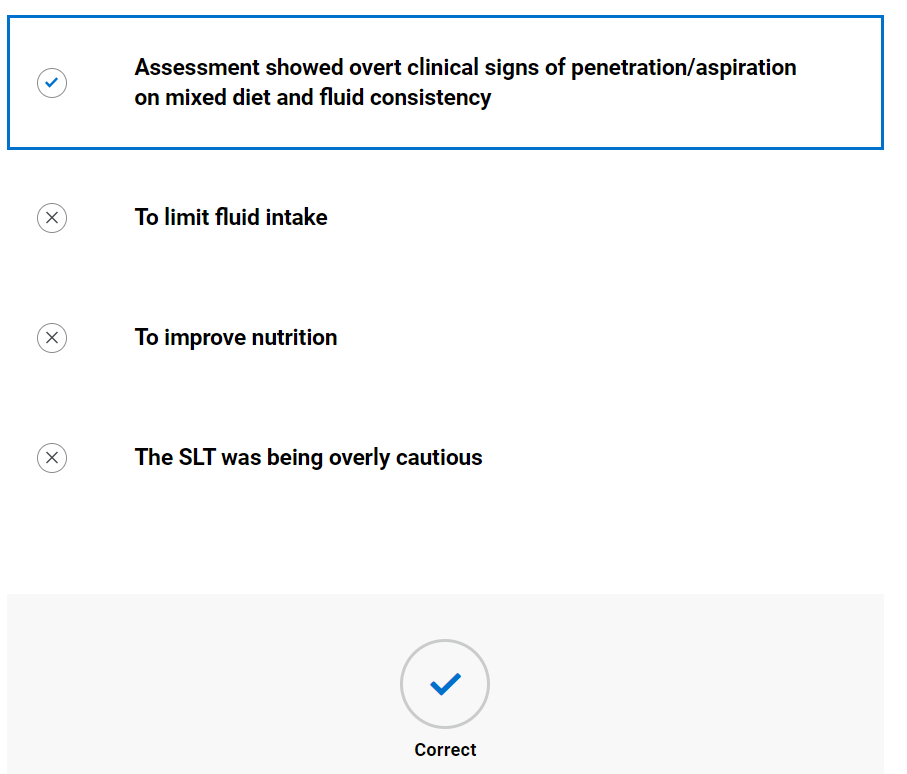 Assessment showed overt clinical signs of penetration/aspiration
on mixed diet and fluid consistency
To limit fluid intake
To improve nutrition
The SLT was being overly cautious
Correct